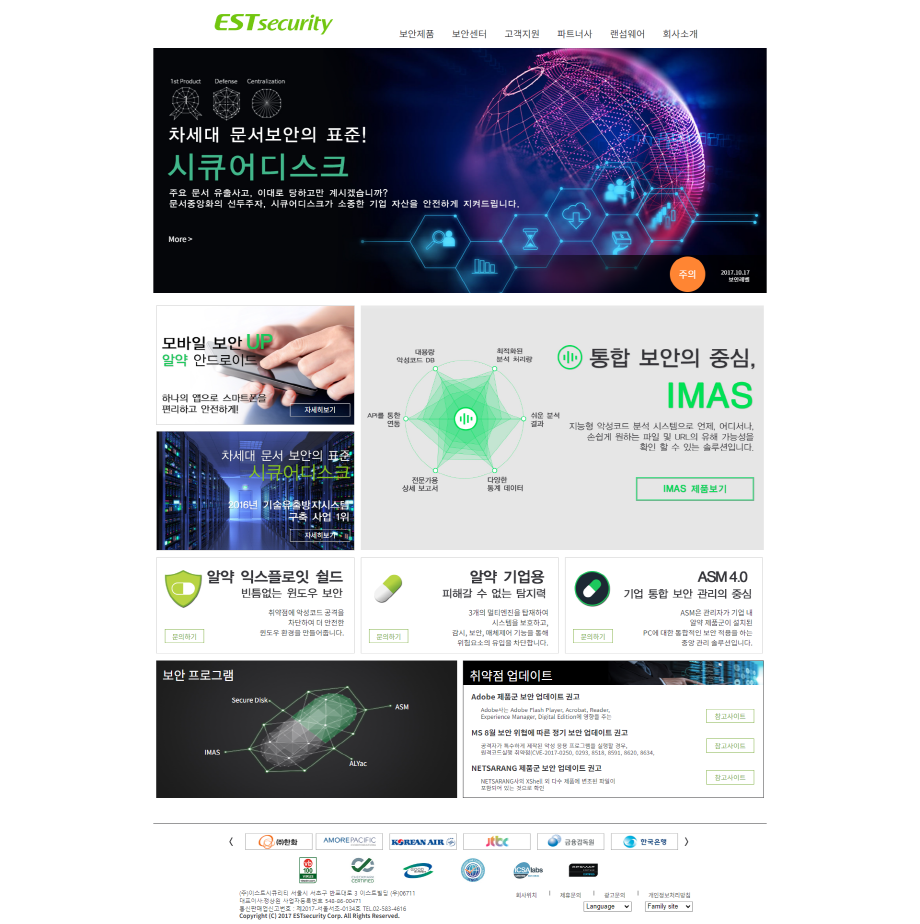 ESTsecurity
보안제품 보안센터 고객지원 파트너사 랜섬웨어 회사소개
1st Product Defense Centralization
차세대 문서보안의 표준!
시큐어디스크
주요 문서 유출사고, 이대로 당하고만 계시겠습니까?
문서중앙화의 선두주자, 시큐어디스크가 소중한 기업 자산을 안전하게 지켜드립니다.
More >
주의
2017.10.17
보안레벨
모바일 보안 UP
알약 안드로이드
하나의 앱으로 스마트폰을
편리하고 안전하게!
자세히보기
차세대 문서 보안의 표준
시큐어디스크
2016년 기술유출방지시스템
구축 사업 1위
자세히보기
대용량
악성코드 DB
최적화된
분석 처리량
API를 통한
연동
쉬운 분석
결과
전문가용
상세 보고서
다양한
통계 데이터
통합 보안의 중심,
IMAS
지능형 악성코드 분석 시스템으로 언제, 어디서나,
손쉽게 원하는 파일 및 URL의 유해 가능성을
확인 할 수 있는 솔루션입니다.
IMAS 제품보기
알약 익스플로잇 쉴드
빈틈없는 윈도우 보안
취약점에 악성코드 공격을
차단하여 더 안전한
윈도우 환경을 만들어줍니다.
문의하기
알약 기업용
피해갈 수 없는 탐지력
3개의 멀티엔진을 탑재하여
시스템을 보호하고,
감시, 보안, 매체제어 기능을 통해
위험요소의 유입을 차단합니다.
문의하기
ASM 4.0
기업 통합 보안 관리의 중심
ASM은 관리자가 기업 내
알약 제품군이 설치된
PC에 대한 통합적인 보안 적용을 하는
중앙 관리 솔루션입니다.
문의하기
보안 프로그램
Secure Disk
ASM
IMAS
ALYac
취약점 업데이트
Adobe 제품군 보안 업데이트 권고
Adobe사는 Adobe Flash Player, Acrobat, Reader,
Experience Manager, Digital Edition에 영향을 주는
참고사이트
MS 8월 보안 위협에 따른 정기 보안 업데이트 권고
공격자가 특수하게 제작된 악성 응용 프로그램을 실행할 경우,
원격코드실행 취약점(CVE-2017-0250, 0293, 8518, 8591, 8620, 8634,
참고사이트
NETSARANG 제품군 보안 업데이트 권고
NETSARANG사의 XShell 외 다수 제품에 변조된 파일이
포함되어 있는 것으로 확인
참고사이트
㈜한화
AMOREPACIFIC
KOREAN AIR
jtbc
금융감독원
한국은행
100
CERTIFIED
ICSAlabs
(주)이스트시큐리티 서울시 서초구 반포대로 3 이스트빌딩 (우)06711
대표이사:정상원 사업자등록번호 548-86-00471
통신판매업신고번호 : 제2017-서울서초-0134호 TEL.02-583-4616
Copyright (C) 2017 ESTsecurity Corp. All Rights Reserved.
회사위치 | 제휴문의 | 광고문의 | 개인정보처리방침
Language
Family site